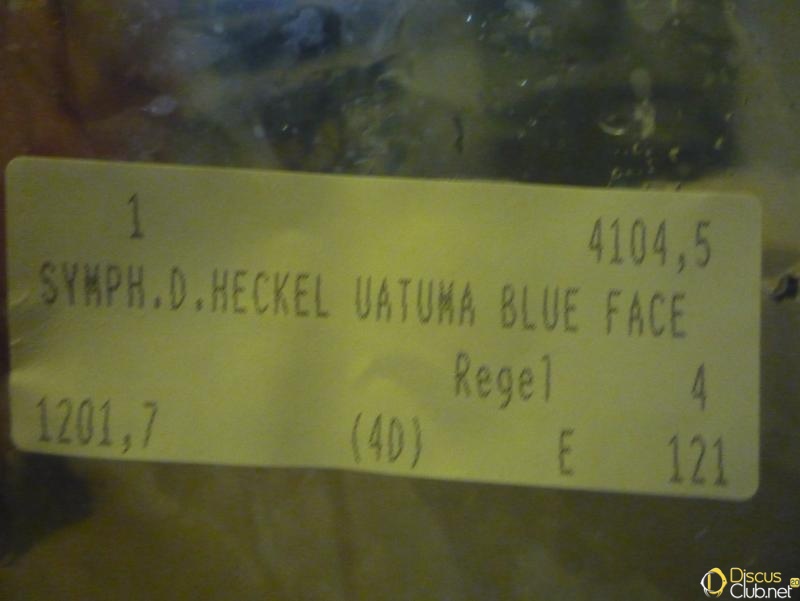 1 4104,5
SYMPH.D.HECKEL UATUMA BLUE FACE
Regel 4
1201,7 (4D) E 121
Discus
Club.net